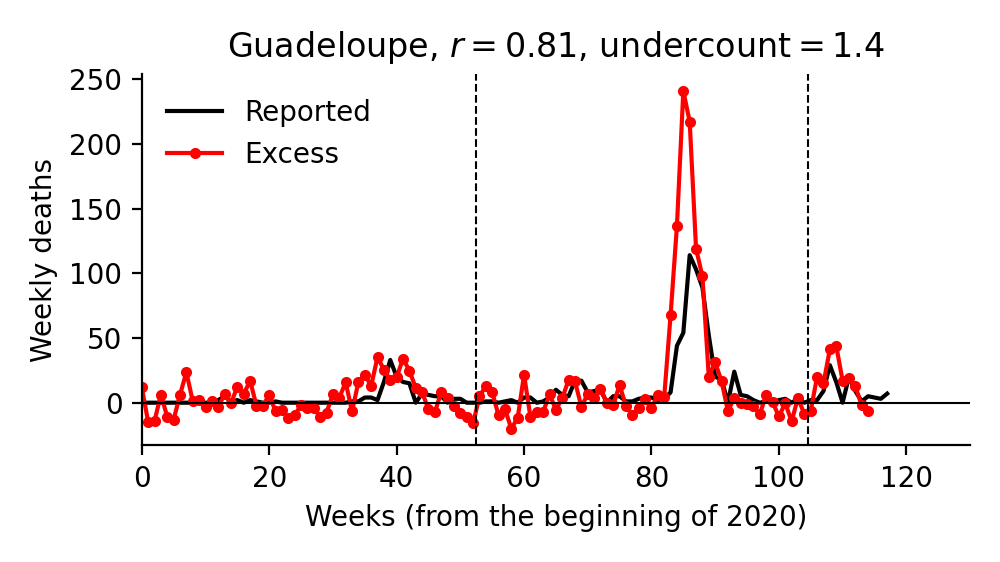 Guadeloupe, r = 0.81, undercount = 1.4
250
200
150
100
50
0
Weekly deaths
Reported
Excess
0 20 40 60 80 100 120
Weeks (from the beginning of 2020)